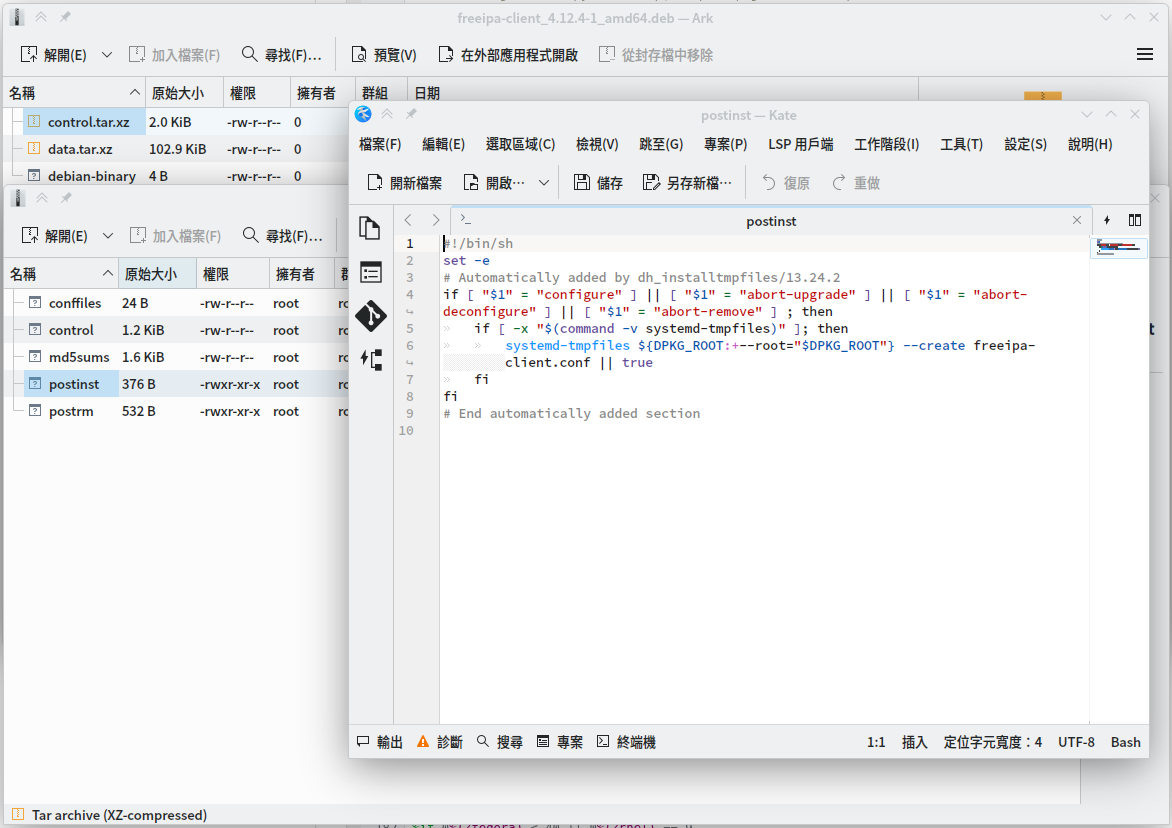 freeipa-client_4.12.4-1_amd64.deb — Ark
解開(E) 加入檔案(F) 尋找(F)… 預覽(V) 在外部應用程式開啟 從封存檔中移除
名稱 原始大小 權限 擁有者 群組 日期
control.tar.xz 2.0 KiB -rw-r--r-- 0
data.tar.xz 102.9 KiB -rw-r--r-- 0
debian-binary 4 B -rw-r--r-- 0
解開(E) 加入檔案(F) 尋找(F)…
名稱 原始大小 權限 擁有者
conffiles 24 B -rw-r--r-- root
control 1.2 KiB -rw-r--r-- root
md5sums 1.6 KiB -rw-r--r-- root
postinst 376 B -rwxr-xr-x root
postrm 532 B -rwxr-xr-x root
Tar archive (XZ-compressed)
postinst — Kate
檔案(F) 編輯(E) 選取區域(C) 檢視(V) 跳至(G) 專案(P) LSP 用戶端 工作階段(I) 工具(T) 設定(S) 說明(H)
開新檔案 開啟… 儲存 另存新檔… 復原 重做
postinst
1 #!/bin/sh
2 set -e
3 # Automatically added by dh_installtmpfiles/13.24.2
4 if [ "$1" = "configure" ] || [ "$1" = "abort-upgrade" ] || [ "$1" = "abort-
deconfigure" ] || [ "$1" = "abort-remove" ] ; then
5 if [ -x "$(command -v systemd-tmpfiles)" ]; then
6 systemd-tmpfiles ${DPKG_ROOT:+--root="$DPKG_ROOT"} --create freeipa-
client.conf || true
7 fi
8 fi
9 # End automatically added section
10
輸出 診斷 搜尋 專案 終端機 1:1 插入 定位字元寬度：4 UTF-8 Bash